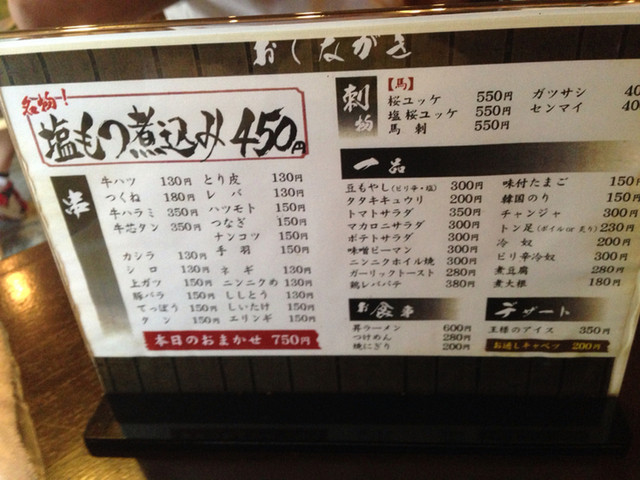 おしながき
名物!
塩もつ煮込み 450円
串
牛ハツ 130円
つくね 180円
牛ハラミ 350円
牛芯タン 350円
とり皮 130円
レバ 130円
ハツモト 150円
つなぎ 150円
ナンコツ 150円
手羽 150円
カシラ 130円
シロ 130円
上ガツ 150円
豚バラ 150円
てっぽう 150円
タン 150円
ネギ 130円
ニンニクめ 130円
ししとう 130円
しいたけ 150円
エリンギ 150円
本日のおまかせ 750円
刺物
【馬】
桜ユッケ 550円
塩桜ユッケ 550円
馬刺 550円
ガツサシ 40
センマイ 40
一品
豆もやし(ピリ辛・塩) 300円
タタキキュウリ 200円
トマトサラダ 350円
マカロニサラダ 300円
ポテトサラダ 300円
味噌ピーマン 300円
ニンニクホイル焼 300円
ガーリックトースト 280円
鶏レバパテ 380円
味付たまご 150円
韓国のり 150円
チャンジャ 300円
トン足(ボイル or 炙り) 230円
冷奴 200円
ピリ辛冷奴 300円
煮豆腐 280円
煮大根 180円
お食事
昇ラーメン 600円
つけめん 280円
焼にぎり 200円
デザート
王様のアイス 350円
お通しキャベツ 200円